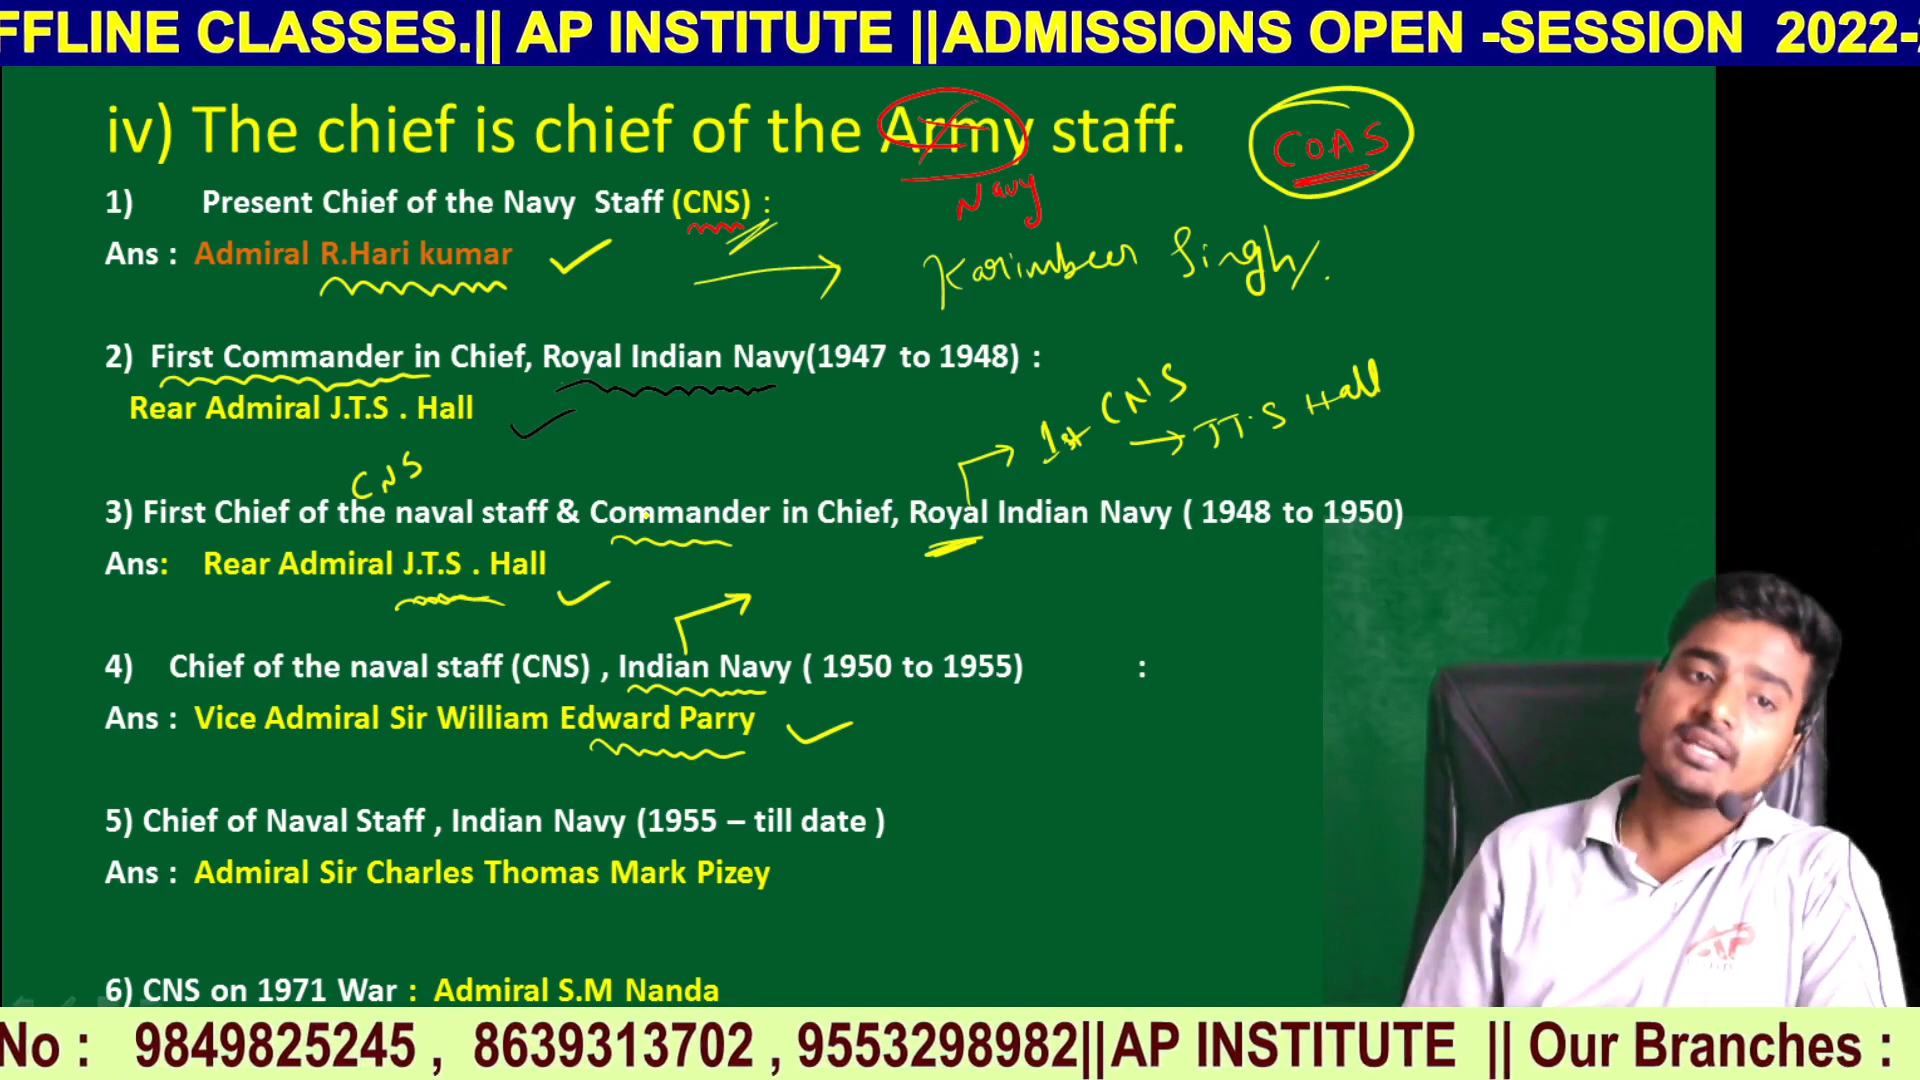 FFLINE CLASSES.|| AP INSTITUTE ||ADMISSIONS OPEN -SESSION 2022-
iv) The chief is chief of the Army staff.
COAS
Navy
1) Present Chief of the Navy Staff (CNS) :
Ans : Admiral R.Hari kumar
Karimbeer Singh
2) First Commander in Chief, Royal Indian Navy(1947 to 1948) :
Rear Admiral J.T.S . Hall
1st CNS
JT.S Hall
CNS
3) First Chief of the naval staff & Commander in Chief, Royal Indian Navy ( 1948 to 1950)
Ans: Rear Admiral J.T.S . Hall
4) Chief of the naval staff (CNS) , Indian Navy ( 1950 to 1955) :
Ans : Vice Admiral Sir William Edward Parry
5) Chief of Naval Staff , Indian Navy (1955 – till date )
Ans : Admiral Sir Charles Thomas Mark Pizey
6) CNS on 1971 War : Admiral S.M Nanda
No : 9849825245 , 8639313702 , 9553298982||AP INSTITUTE || Our Branches :